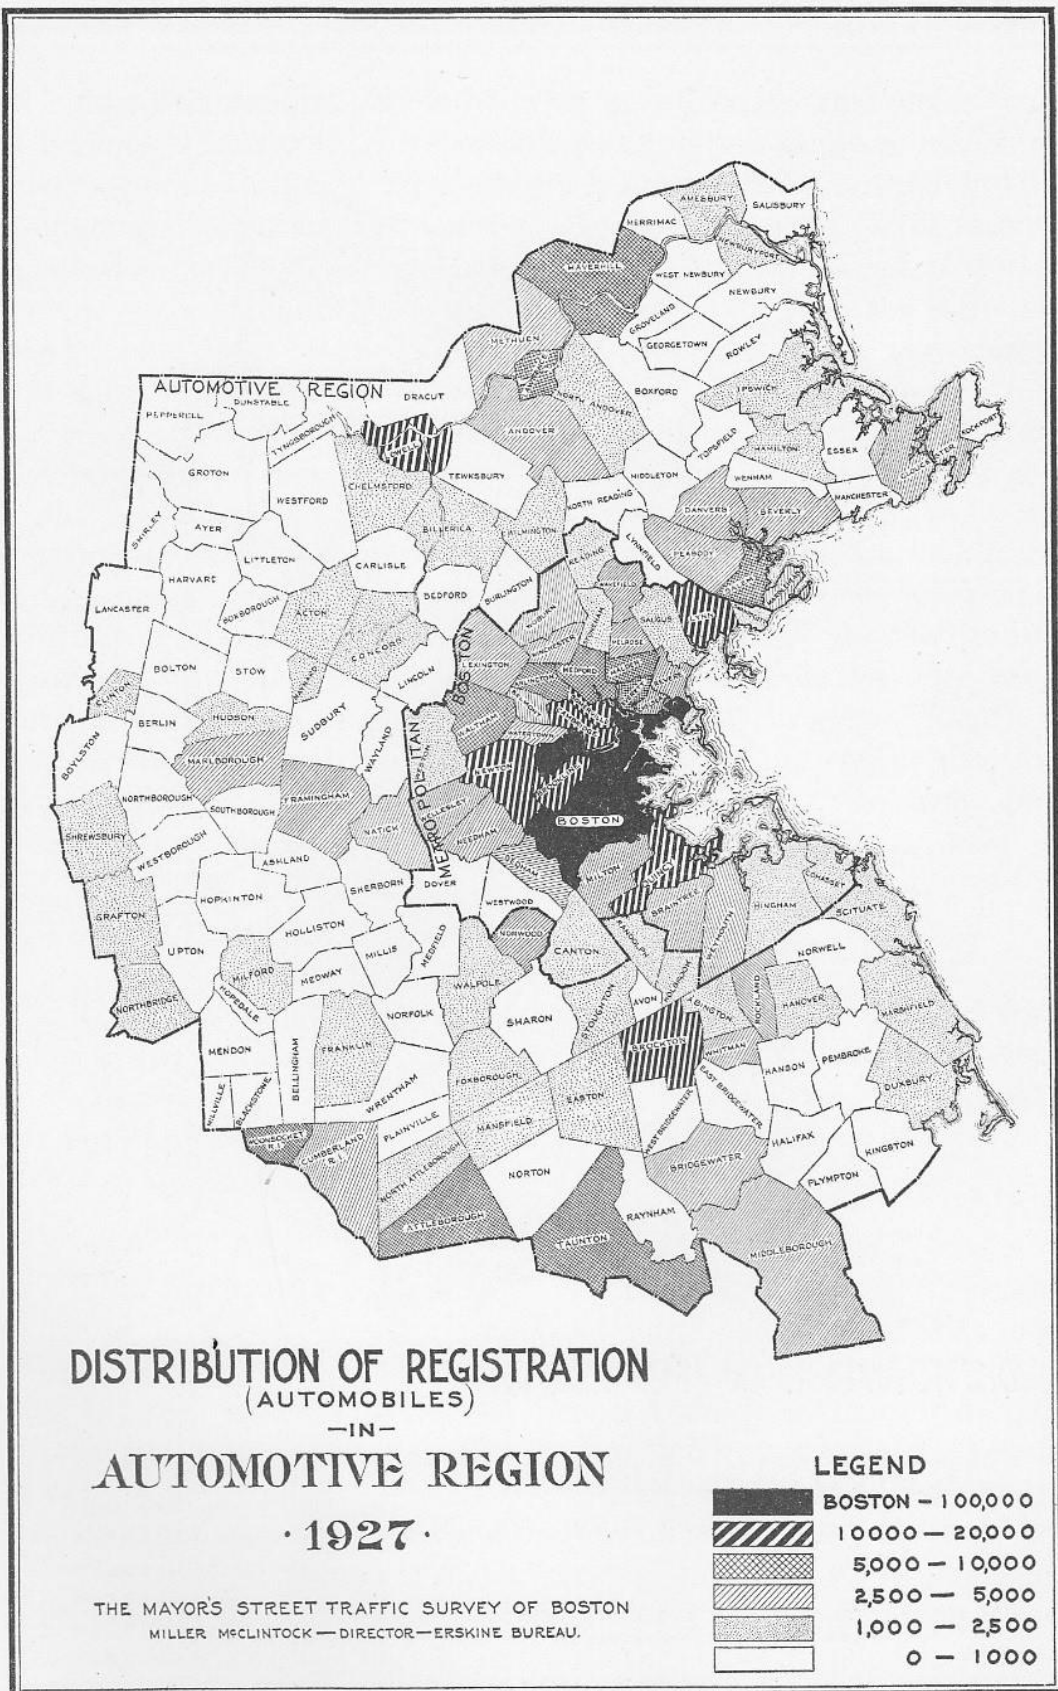 AMESBURY
SALISBURY
MERRIMAC
NEWBURYPORT
HAVERHILL
WEST NEWBURY
NEWBURY
GROVELAND
GEORGETOWN
ROWLEY
METHUEN
IPSWICH
BOXFORD
NORTH ANDOVER
ROCKPORT
AUTOMOTIVE REGION
DUNSTABLE
DRACUT
PEPPERELL
TYNGSBOROUGH
LOWELL
ANDOVER
TOPSFIELD
HAMILTON
ESSEX
GLOUCESTER
GROTON
WESTFORD
CHELMSFORD
TEWKSBURY
MIDDLETON
WENHAM
MANCHESTER
NORTH READING
SHIRLEY
AYER
BILLERICA
WILMINGTON
DANVERS
BEVERLY
LITTLETON
CARLISLE
READING
LYNNFIELD
PEABODY
HARVARD
BEDFORD
BURLINGTON
WAKEFIELD
LANCASTER
BOXBOROUGH
ACTON
CONCORD
WOBURN
SAUGUS
LYNN
MELROSE
LINCOLN
LEXINGTON
WINCHESTER
MEDFORD
MALDEN
CLINTON
BOLTON
STOW
MAYNARD
METROPOLITAN BOSTON
BERLIN
HUDSON
SUDBURY
WAYLAND
WALTHAM
WATERTOWN
BOYLSTON
MARLBOROUGH
NEWTON
NORTHBOROUGH
SOUTHBOROUGH
FRAMINGHAM
NATICK
WELLESLEY
BROOKLINE
BOSTON
SHREWSBURY
WESTBOROUGH
ASHLAND
NEEDHAM
DEDHAM
MILTON
QUINCY
SHERBORN
DOVER
WESTWOOD
HOPKINTON
GRAFTON
HOLLISTON
MEDFIELD
NORWOOD
CANTON
RANDOLPH
BRAINTREE
WEYMOUTH
HINGHAM
COHASSET
SCITUATE
UPTON
MILFORD
MEDWAY
MILLIS
NORWELL
HOPEDALE
WALPOLE
NORTHBRIDGE
NORFOLK
SHARON
STOUGHTON
AVON
HOLBROOK
ABINGTON
ROCKLAND
HANOVER
MARSHFIELD
MENDON
BELLINGHAM
FRANKLIN
BROCKTON
WHITMAN
HANSON
PEMBROKE
MILLVILLE
BLACKSTONE
WRENTHAM
FOXBOROUGH
EASTON
EAST BRIDGEWATER
DUXBURY
PLAINVILLE
MANSFIELD
WEST BRIDGEWATER
WOONSOCKET R.I.
CUMBERLAND R.I.
NORTH ATTLEBOROUGH
NORTON
BRIDGEWATER
HALIFAX
KINGSTON
PLYMPTON
ATTLEBOROUGH
TAUNTON
RAYNHAM
MIDDLEBOROUGH
DISTRIBUTION OF REGISTRATION
(AUTOMOBILES)
—IN—
AUTOMOTIVE REGION
· 1927 ·
THE MAYOR'S STREET TRAFFIC SURVEY OF BOSTON
MILLER McCLINTOCK — DIRECTOR — ERSKINE BUREAU.
LEGEND
BOSTON — 100,000
10000 — 20,000
5,000 — 10,000
2,500 — 5,000
1,000 — 2,500
0 — 1000